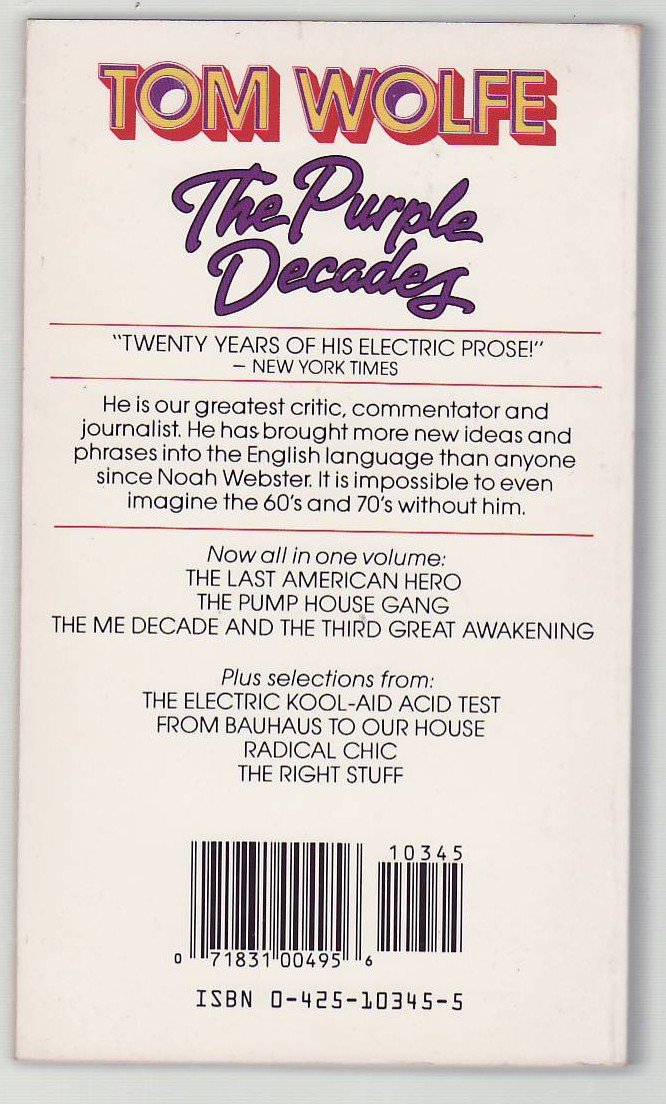 TOM WOLFE
The Purple
Decades
"TWENTY YEARS OF HIS ELECTRIC PROSE!"
– NEW YORK TIMES
He is our greatest critic, commentator and
journalist. He has brought more new ideas and
phrases into the English language than anyone
since Noah Webster. It is impossible to even
imagine the 60's and 70's without him.
Now all in one volume:
THE LAST AMERICAN HERO
THE PUMP HOUSE GANG
THE ME DECADE AND THE THIRD GREAT AWAKENING
Plus selections from:
THE ELECTRIC KOOL-AID ACID TEST
FROM BAUHAUS TO OUR HOUSE
RADICAL CHIC
THE RIGHT STUFF
10345
0 71831 00495 6
ISBN 0-425-10345-5